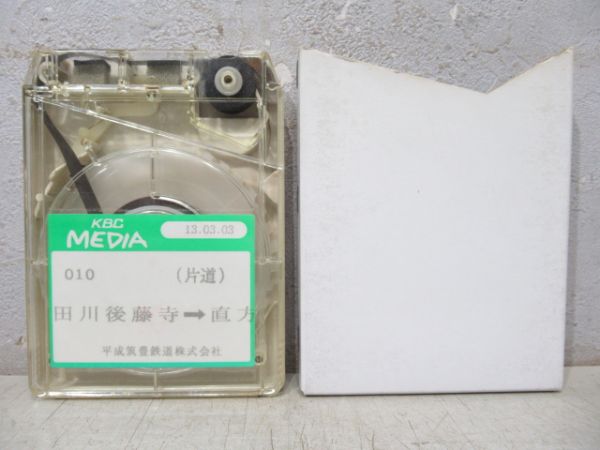 KBC
MEDIA
13.03.03
010 (片道)
田川後藤寺➡直方
平成筑豊鉄道株式会社